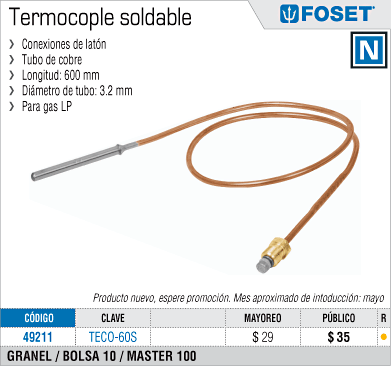 Termocople soldable
FOSET®
N
› Conexiones de latón
› Tubo de cobre
› Longitud: 600 mm
› Diámetro de tubo: 3.2 mm
› Para gas LP
Producto nuevo, espere promoción. Mes aproximado de intoducción: mayo
CÓDIGO CLAVE MAYOREO PÚBLICO R
49211 TECO-60S $ 29 $ 35
GRANEL / BOLSA 10 / MASTER 100